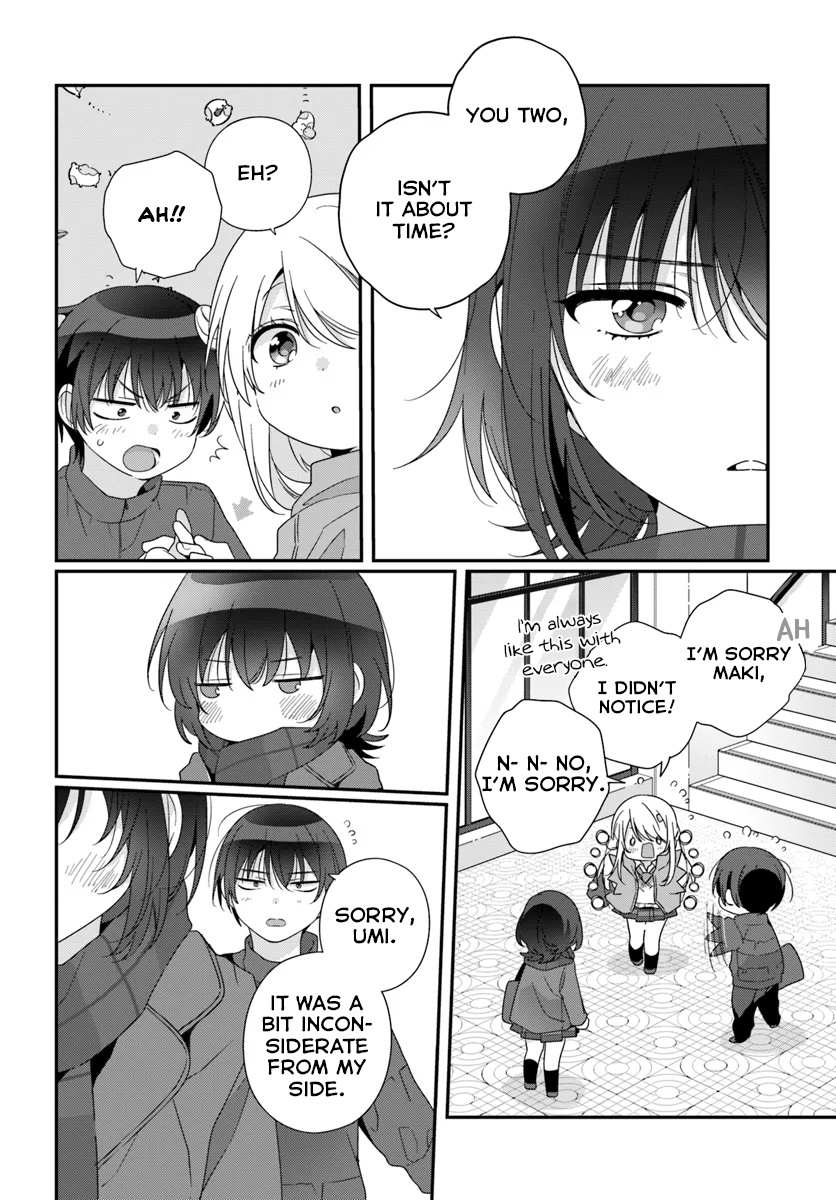 YOU TWO,
ISN'T
IT ABOUT
TIME?
EH?
AH!!
AH
I'M SORRY
MAKI,
I DIDN'T
NOTICE!
I'm always
like this with
everyone.
N- N- NO,
I'M SORRY.
SORRY,
UMI.
IT WAS A
BIT INCON-
SIDERATE
FROM MY
SIDE.